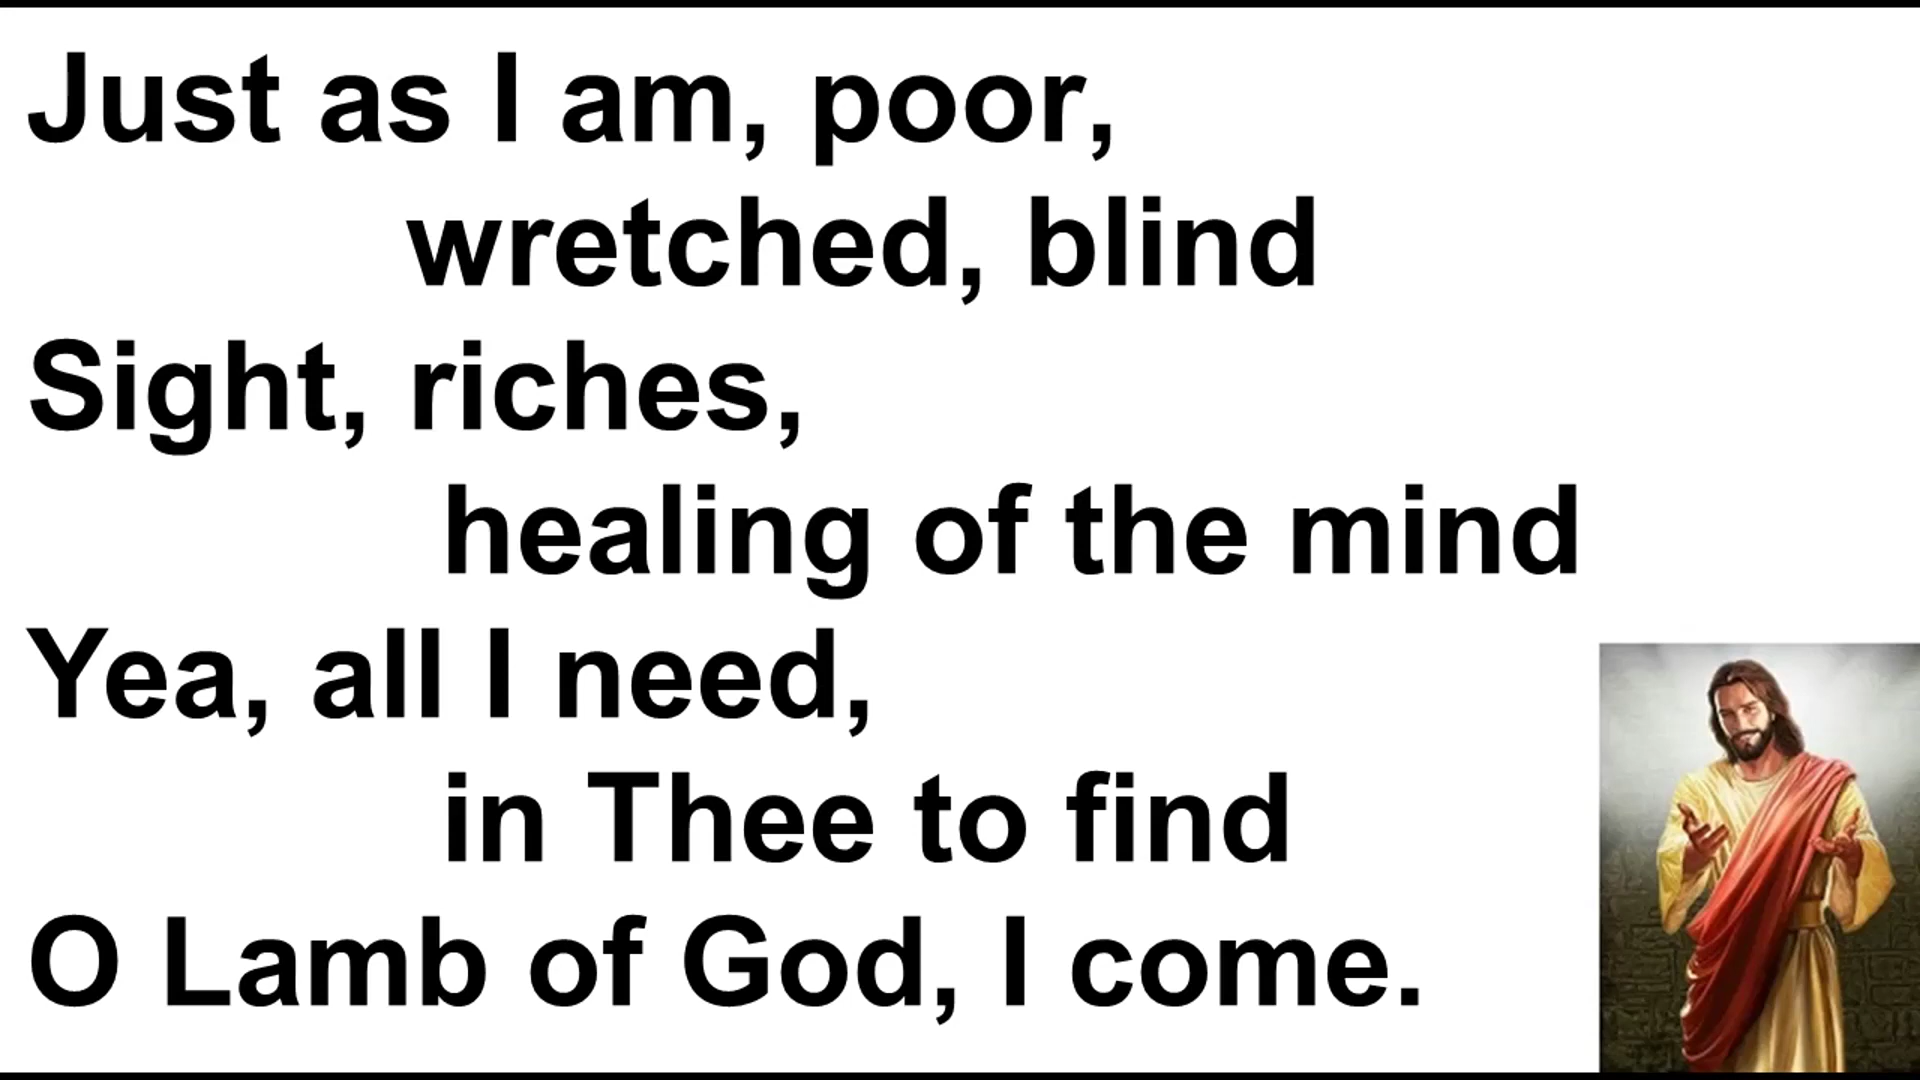 Just as I am, poor,
wretched, blind
Sight, riches,
healing of the mind
Yea, all I need,
in Thee to find
O Lamb of God, I come.